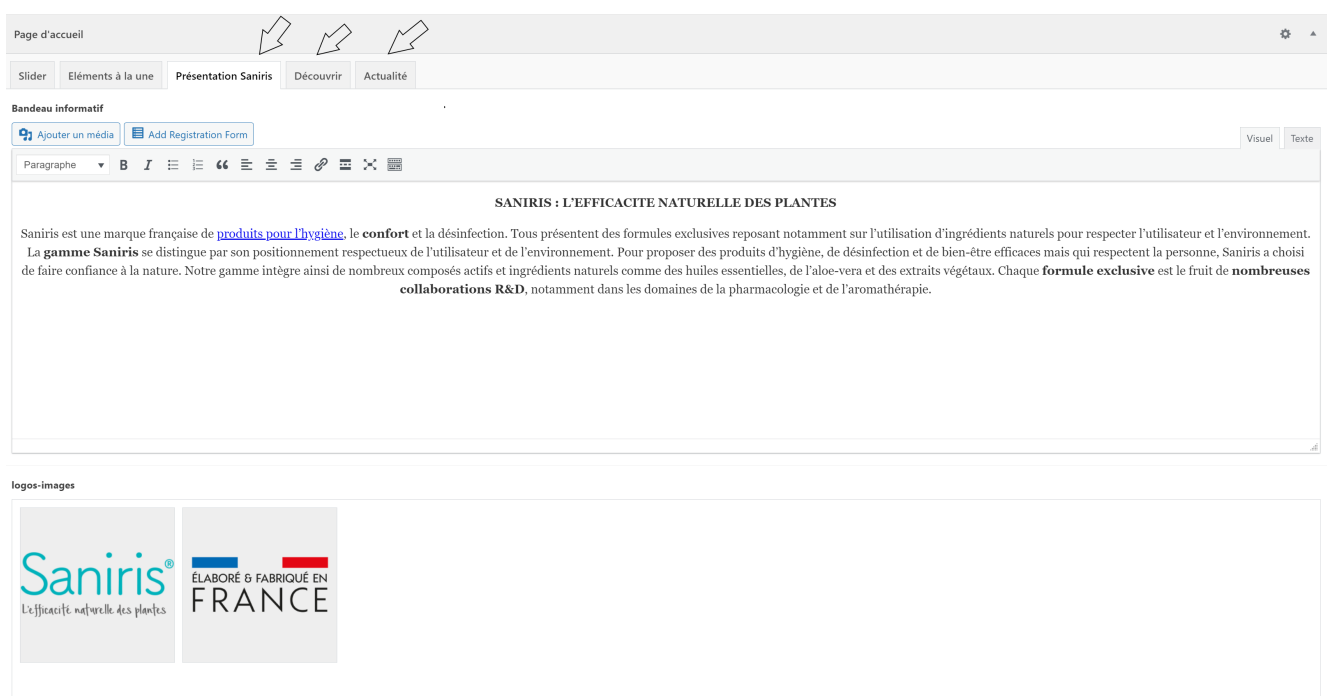 Page d'accueil
Slider Eléments à la une Présentation Saniris Découvrir Actualité
Bandeau informatif
Ajouter un média Add Registration Form
Visuel Texte
Paragraphe B I
SANIRIS : L’EFFICACITE NATURELLE DES PLANTES
Saniris est une marque française de produits pour l’hygiène, le confort et la désinfection. Tous présentent des formules exclusives reposant notamment sur l’utilisation d’ingrédients naturels pour respecter l’utilisateur et l’environnement.
La gamme Saniris se distingue par son positionnement respectueux de l’utilisateur et de l’environnement. Pour proposer des produits d’hygiène, de désinfection et de bien-être efficaces mais qui respectent la personne, Saniris a choisi
de faire confiance à la nature. Notre gamme intègre ainsi de nombreux composés actifs et ingrédients naturels comme des huiles essentielles, de l’aloe-vera et des extraits végétaux. Chaque formule exclusive est le fruit de nombreuses
collaborations R&D, notamment dans les domaines de la pharmacologie et de l’aromathérapie.
logos-images
Saniris®
L'efficacité naturelle des plantes
ÉLABORÉ & FABRIQUÉ EN
FRANCE